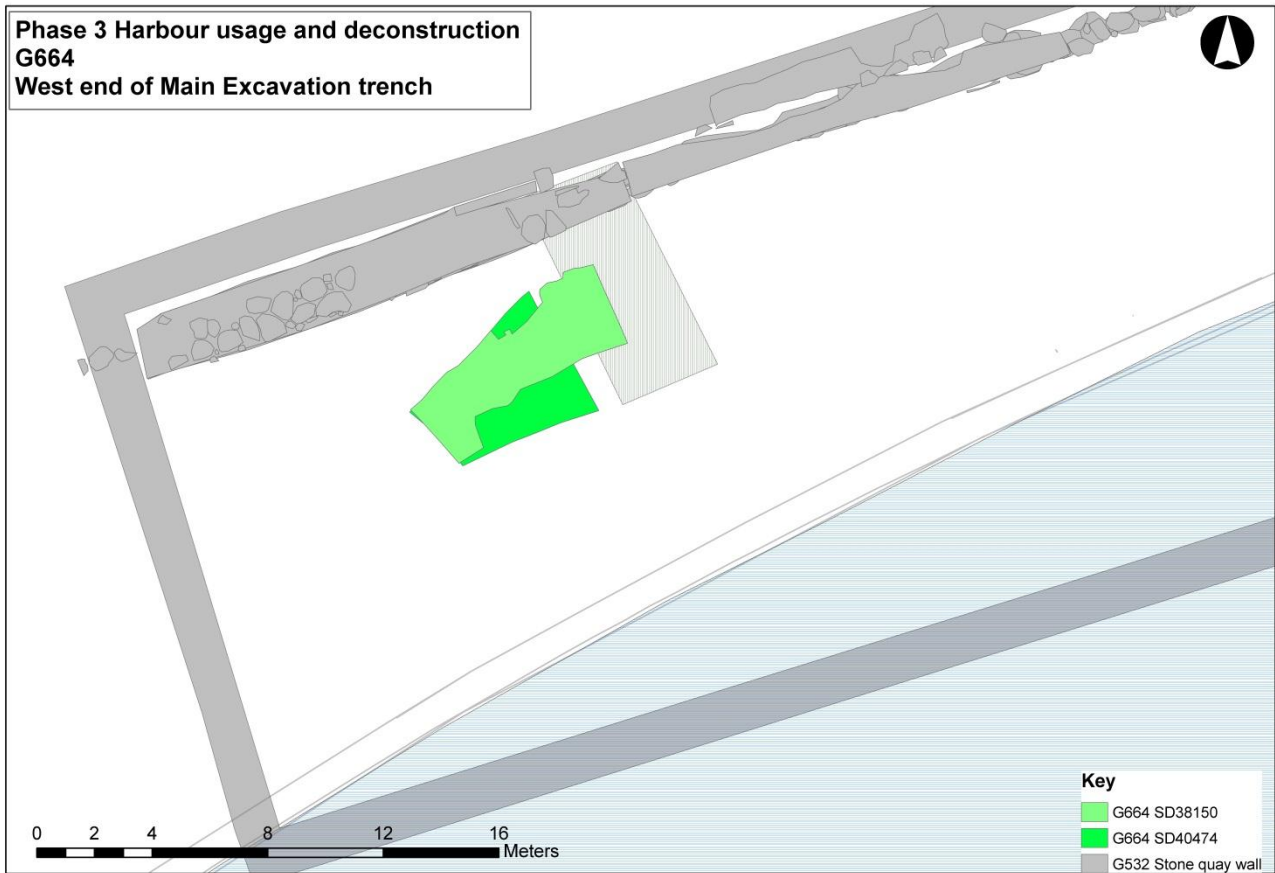 Phase 3 Harbour usage and deconstruction
G664
West end of Main Excavation trench
0 2 4 8 12 16
Meters
Key
G664 SD38150
G664 SD40474
G532 Stone quay wall